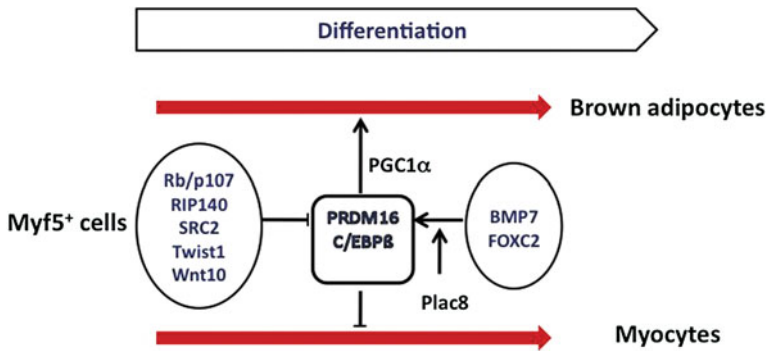 Differentiation
Brown adipocytes
PGC1α
Myf5⁺ cells
Rb/p107
RIP140
SRC2
Twist1
Wnt10
PRDM16
C/EBPß
BMP7
FOXC2
Plac8
Myocytes